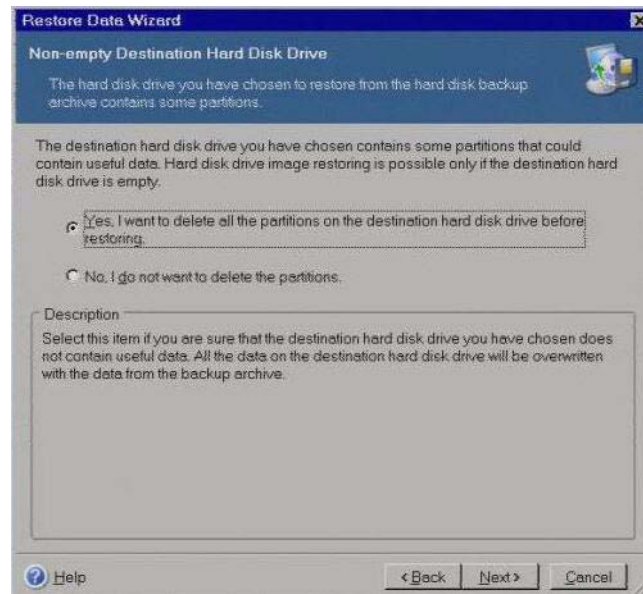 Restore Data Wizard
Non-empty Destination Hard Disk Drive
The hard disk drive you have chosen to restore from the hard disk backup
archive contains some partitions.
The destination hard disk drive you have chosen contains some partitions that could
contain useful data. Hard disk drive image restoring is possible only if the destination hard
disk drive is empty.
Yes, I want to delete all the partitions on the destination hard disk drive before
restoring.
No, I do not want to delete the partitions.
Description
Select this item if you are sure that the destination hard disk drive you have chosen does
not contain useful data. All the data on the destination hard disk drive will be overwritten
with the data from the backup archive.
? Help
< Back
Next >
Cancel